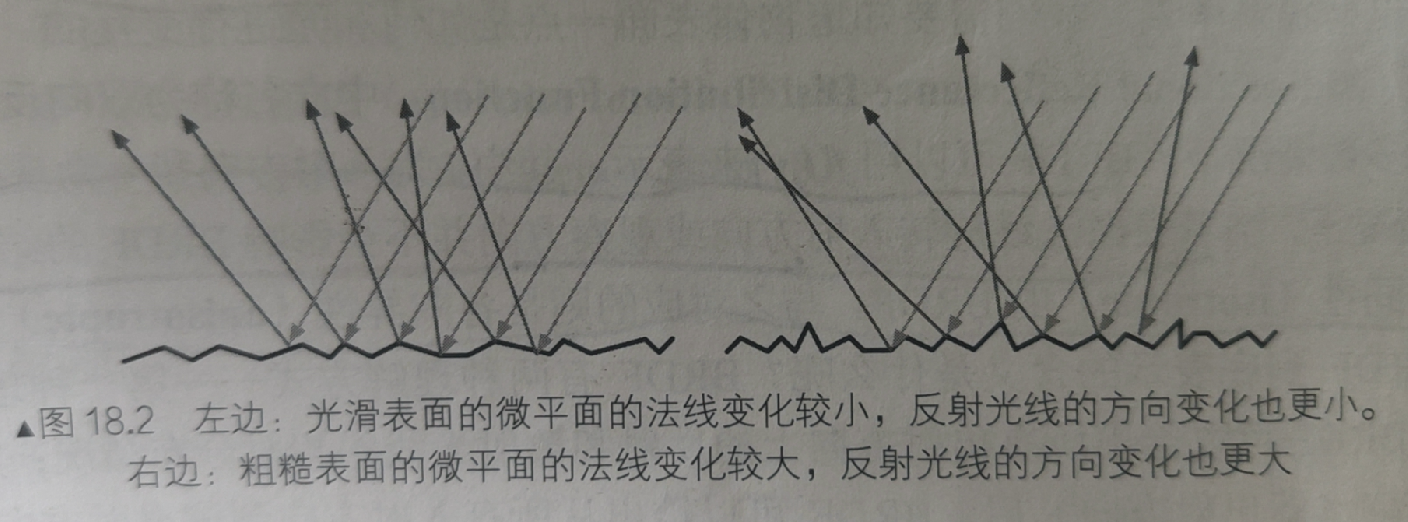 ▲图 18.2 左边：光滑表面的微平面的法线变化较小，反射光线的方向变化也更小。
右边：粗糙表面的微平面的法线变化较大，反射光线的方向变化也更大